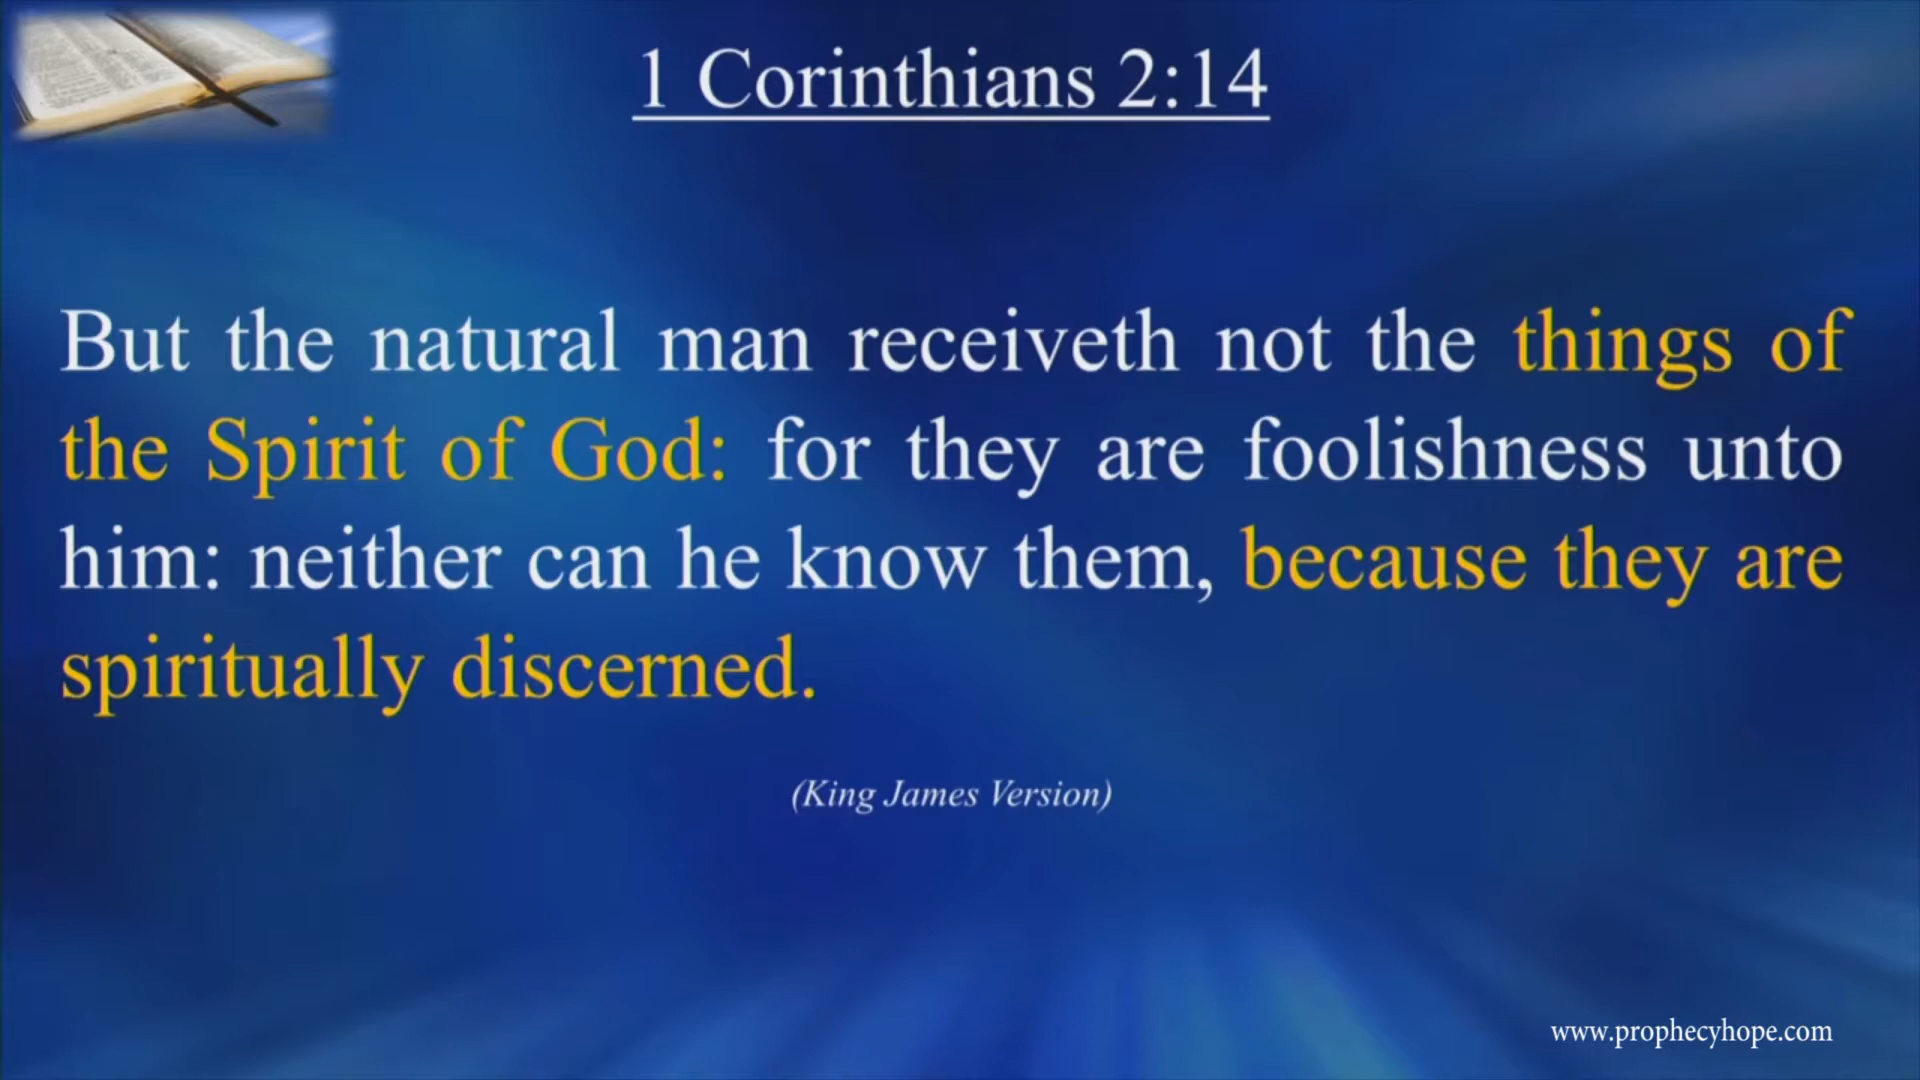 1 Corinthians 2:14
But the natural man receiveth not the things of
the Spirit of God: for they are foolishness unto
him: neither can he know them, because they are
spiritually discerned.
(King James Version)
www.prophecyhope.com